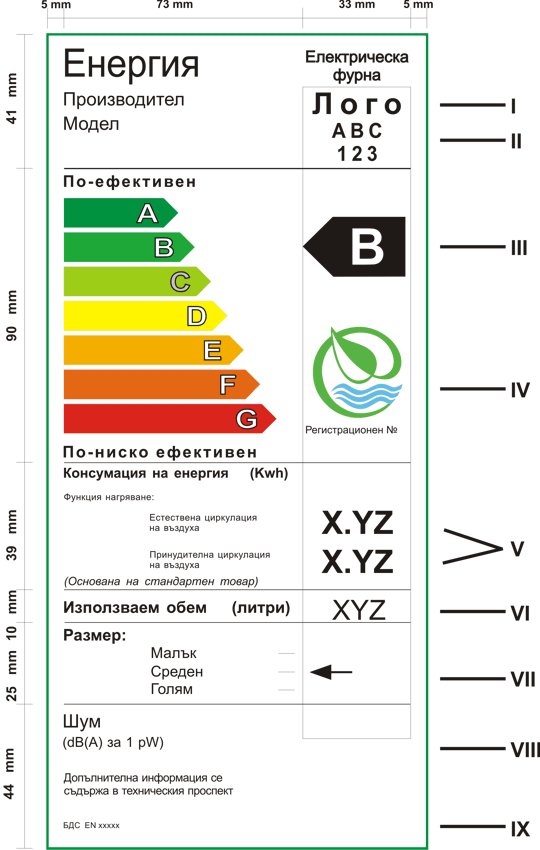 5 mm 73 mm 33 mm 5 mm
Енергия
Електрическа
фурна
Производител
Модел
Лого
ABC
123
I
II
41 mm
По-ефективен
A
B
C
D
E
F
G
B
III
90 mm
IV
Регистрационен №
По-ниско ефективен
Консумация на енергия (Kwh)
Функция нагряване:
Естествена циркулация
на въздуха
X.YZ
Принудителна циркулация
на въздуха
X.YZ
(Основана на стандартен товар)
39 mm
V
Използваем обем (литри) XYZ
10 mm
VI
Размер:
Малък
Среден
Голям
25 mm
VII
Шум
(dB(A) за 1 pW)
VIII
44 mm
Допълнителна информация се
съдържа в техническия проспект
БДС EN xxxxx
IX